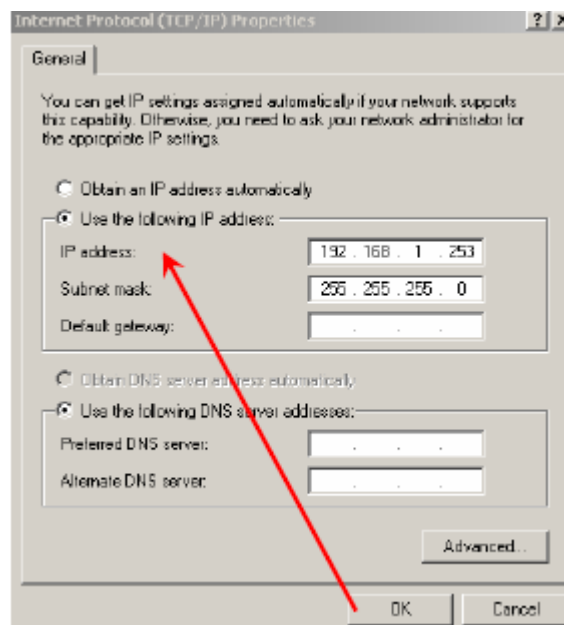 Internet Protocol (TCP/IP) Properties
General
You can get IP settings assigned automatically if your network supports
this capability. Otherwise, you need to ask your network administrator for
the appropriate IP settings.
Obtain an IP address automatically
Use the following IP address:
IP address: 192 . 168 . 1 . 253
Subnet mask: 255 . 255 . 255 . 0
Default gateway: . . .
Obtain DNS server address automatically
Use the following DNS server addresses:
Preferred DNS server: . . .
Alternate DNS server: . . .
Advanced...
OK Cancel